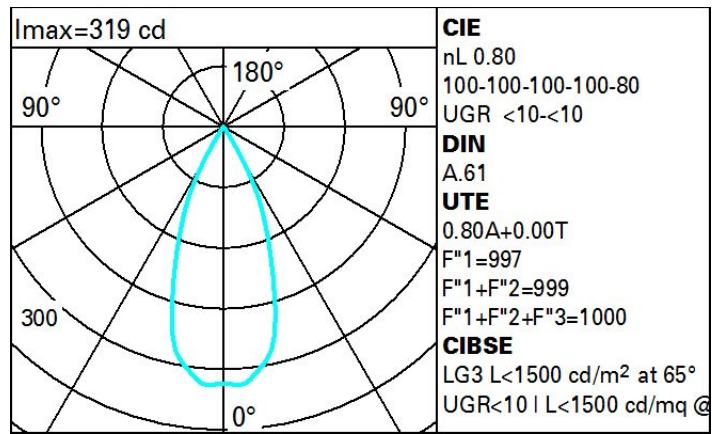 Imax=319 cd
180°
90°
90°
300
0°
CIE
nL 0.80
100-100-100-100-80
UGR <10-<10
DIN
A.61
UTE
0.80A+0.00T
F"1=997
F"1+F"2=999
F"1+F"2+F"3=1000
CIBSE
LG3 L<1500 cd/m² at 65°
UGR<10 | L<1500 cd/mq @